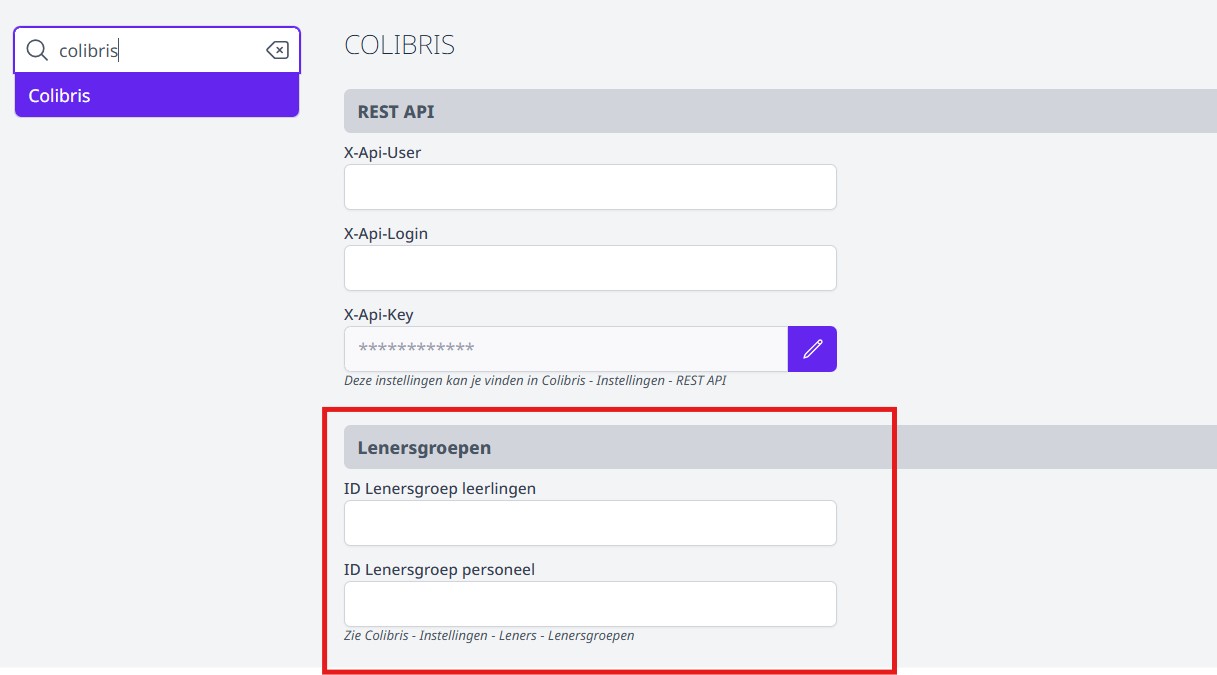 colibris
Colibris
COLIBRIS
REST API
X-Api-User
X-Api-Login
X-Api-Key
************
Deze instellingen kan je vinden in Colibris - Instellingen - REST API
Lenersgroepen
ID Lenersgroep leerlingen
ID Lenersgroep personeel
Zie Colibris - Instellingen - Leners - Lenersgroepen